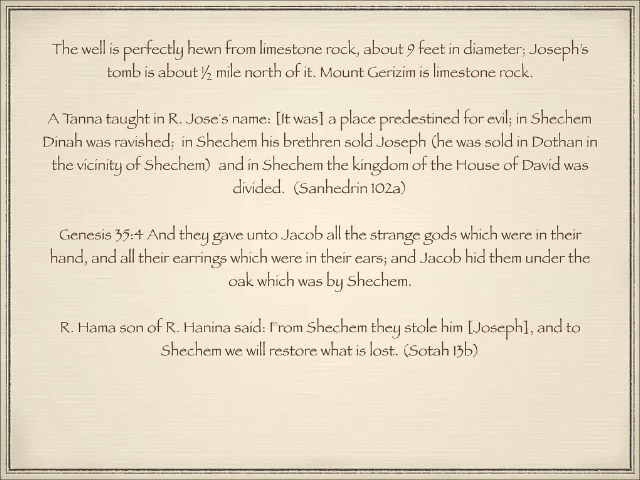 The well is perfectly hewn from limestone rock, about 9 feet in diameter; Joseph's
tomb is about ½ mile north of it. Mount Gerizim is limestone rock.
A Tanna taught in R. Jose's name: [It was] a place predestined for evil; in Shechem
Dinah was ravished; in Shechem his brethren sold Joseph (he was sold in Dothan in
the vicinity of Shechem) and in Shechem the kingdom of the House of David was
divided. (Sanhedrin 102a)
Genesis 35:4 And they gave unto Jacob all the strange gods which were in their
hand, and all their earrings which were in their ears; and Jacob hid them under the
oak which was by Shechem.
R. Hama son of R. Hanina said: From Shechem they stole him [Joseph], and to
Shechem we will restore what is lost. (Sotah 13b)